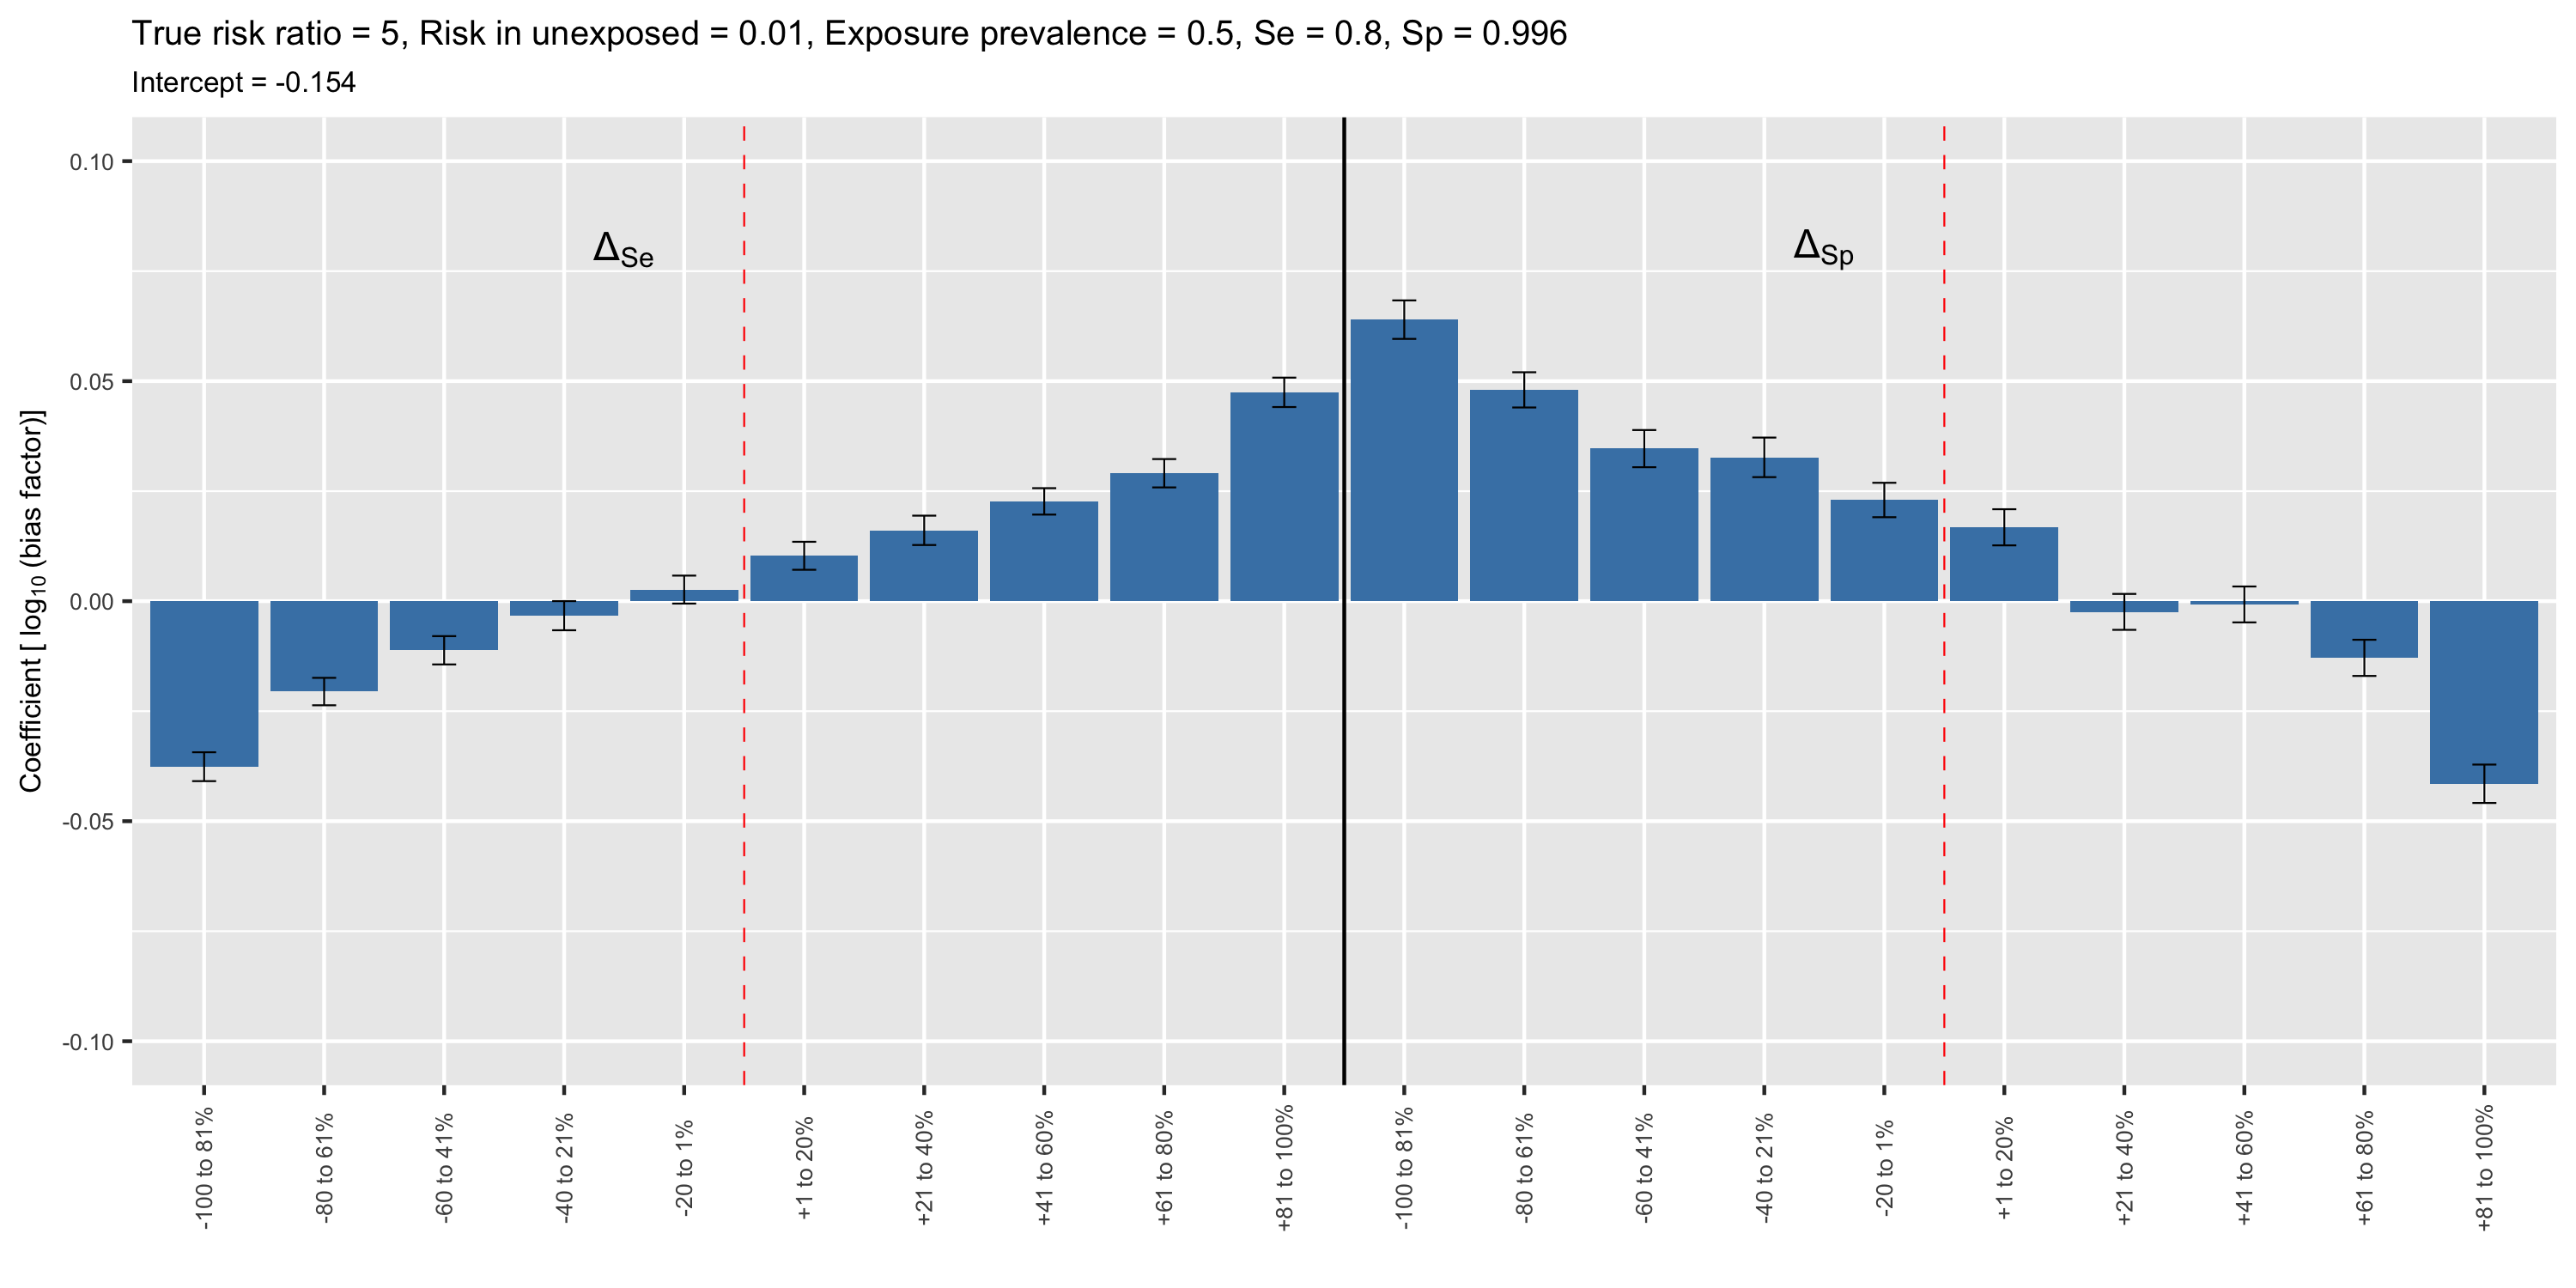 True risk ratio = 5, Risk in unexposed = 0.01, Exposure prevalence = 0.5, Se = 0.8, Sp = 0.996
Intercept = -0.154
Coefficient [ log10 (bias factor)]
0.10
0.05
0.00
-0.05
-0.10
ΔSe
ΔSp
-100 to 81%
-80 to 61%
-60 to 41%
-40 to 21%
-20 to 1%
+1 to 20%
+21 to 40%
+41 to 60%
+61 to 80%
+81 to 100%
-100 to 81%
-80 to 61%
-60 to 41%
-40 to 21%
-20 to 1%
+1 to 20%
+21 to 40%
+41 to 60%
+61 to 80%
+81 to 100%